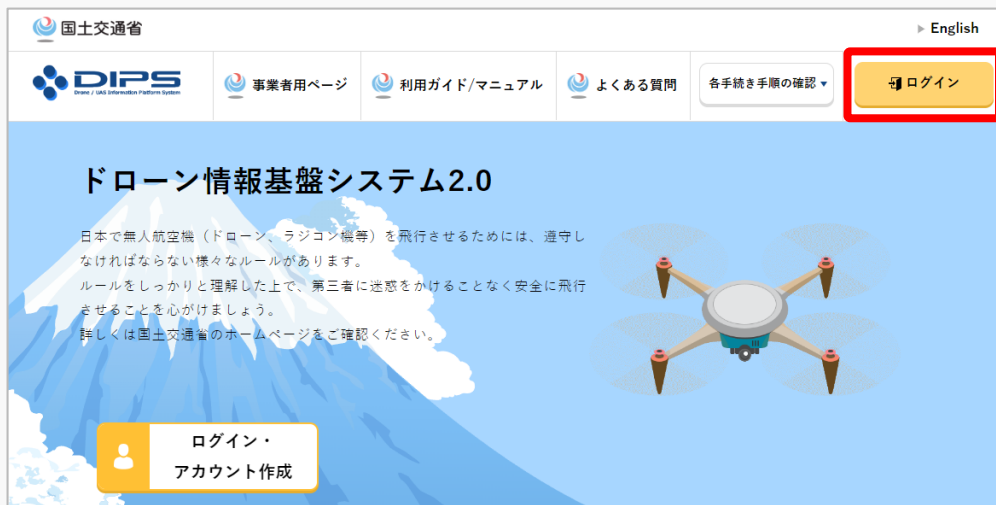 国土交通省
▶ English
DIPS
Drone / UAS Information Platform System
事業者用ページ
利用ガイド/マニュアル
よくある質問
各手続き手順の確認▼
ログイン
ドローン情報基盤システム2.0
日本で無人航空機（ドローン、ラジコン機等）を飛行させるためには、遵守し
なければならない様々なルールがあります。
ルールをしっかりと理解した上で、第三者に迷惑をかけることなく安全に飛行
させることを心がけましょう。
詳しくは国土交通省のホームページをご確認ください。
ログイン・
アカウント作成